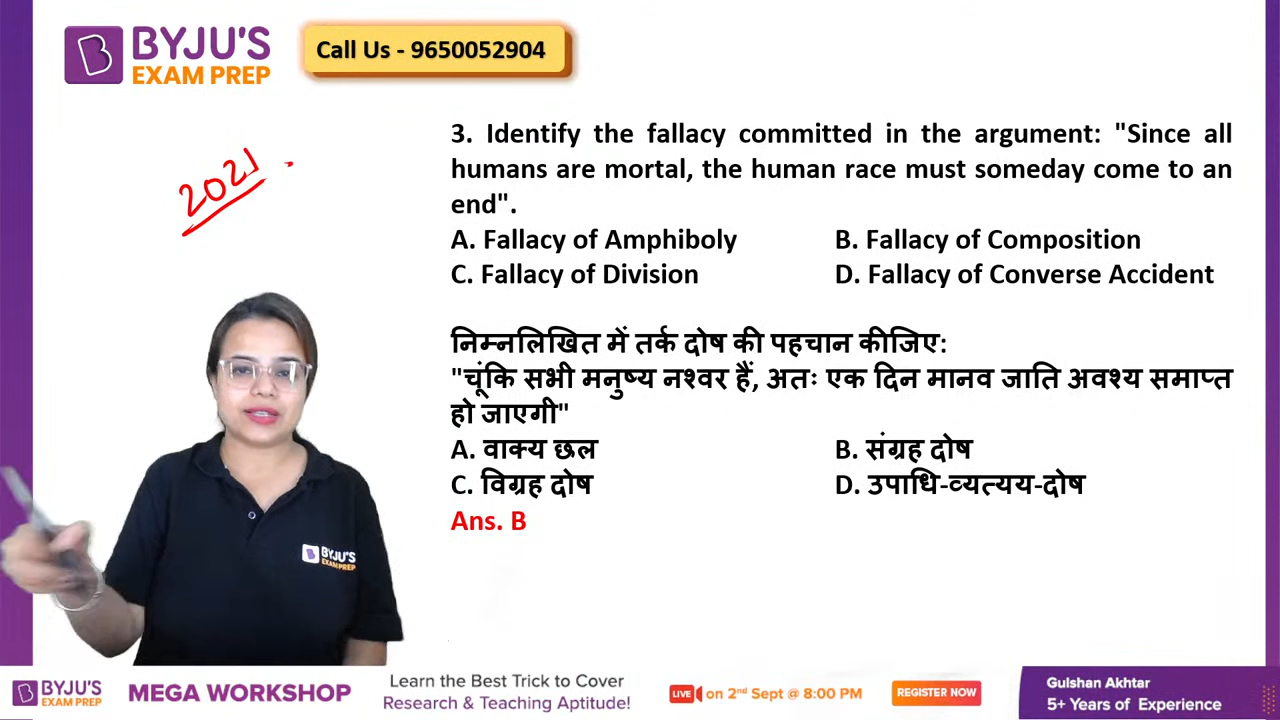 BYJU'S
EXAM PREP
Call Us - 9650052904
2021
3. Identify the fallacy committed in the argument: "Since all
humans are mortal, the human race must someday come to an
end".
A. Fallacy of Amphiboly B. Fallacy of Composition
C. Fallacy of Division D. Fallacy of Converse Accident
निम्नलिखित में तर्क दोष की पहचान कीजिए:
"चूंकि सभी मनुष्य नश्वर हैं, अतः एक दिन मानव जाति अवश्य समाप्त
हो जाएगी"
A. वाक्य छल B. संग्रह दोष
C. विग्रह दोष D. उपाधि-व्यत्यय-दोष
Ans. B
BYJU'S
EXAM PREP
BYJU'S
EXAM PREP
MEGA WORKSHOP
Learn the Best Trick to Cover
Research & Teaching Aptitude!
LIVE on 2nd Sept @ 8:00 PM
REGISTER NOW
Gulshan Akhtar
5+ Years of Experience